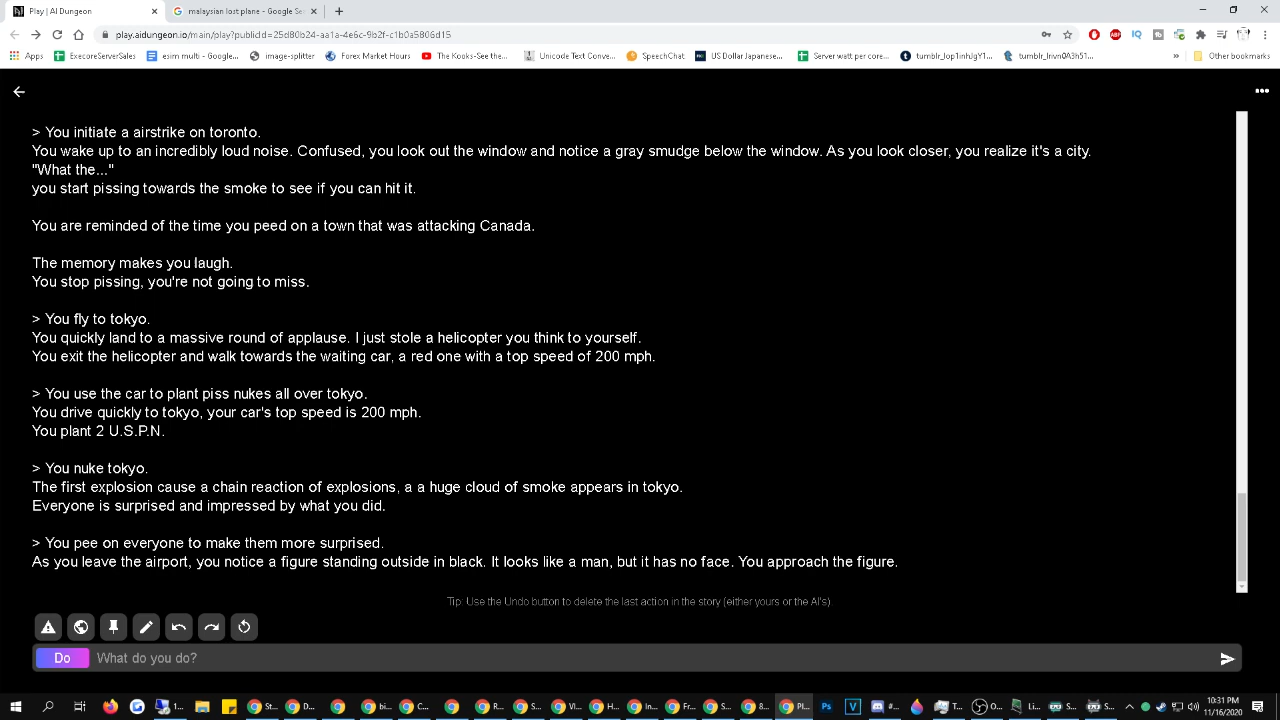 Play | AI Dungeon
malaysian lost plane - Google Se
play.aidungeon.io/main/play?publicId=25d80b24-aa1a-4e6c-9b2f-c1b0a5806d15
Apps ExecoreServerSales esim multi - Google... image-splitter Forex Market Hours The Kooks-See the... Unicode Text Conve... SpeechChat US Dollar Japanese... Server watt per core... tumblr_lop1inhJgY1... tumblr_lnvn0A3h51... » Other bookmarks
> You initiate a airstrike on toronto.
You wake up to an incredibly loud noise. Confused, you look out the window and notice a gray smudge below the window. As you look closer, you realize it's a city.
"What the..."
you start pissing towards the smoke to see if you can hit it.
You are reminded of the time you peed on a town that was attacking Canada.
The memory makes you laugh.
You stop pissing, you're not going to miss.
> You fly to tokyo.
You quickly land to a massive round of applause. I just stole a helicopter you think to yourself.
You exit the helicopter and walk towards the waiting car, a red one with a top speed of 200 mph.
> You use the car to plant piss nukes all over tokyo.
You drive quickly to tokyo, your car's top speed is 200 mph.
You plant 2 U.S.P.N.
> You nuke tokyo.
The first explosion cause a chain reaction of explosions, a a huge cloud of smoke appears in tokyo.
Everyone is surprised and impressed by what you did.
> You pee on everyone to make them more surprised.
As you leave the airport, you notice a figure standing outside in black. It looks like a man, but it has no face. You approach the figure.
Tip: Use the Undo button to delete the last action in the story (either yours or the AI's)
Do What do you do?
1... St... D... bi... C... R... S... Vi... H... In... Fr... S... 8... Pl... #... T... O... Li... S... S... 10:31 PM
11/16/2020